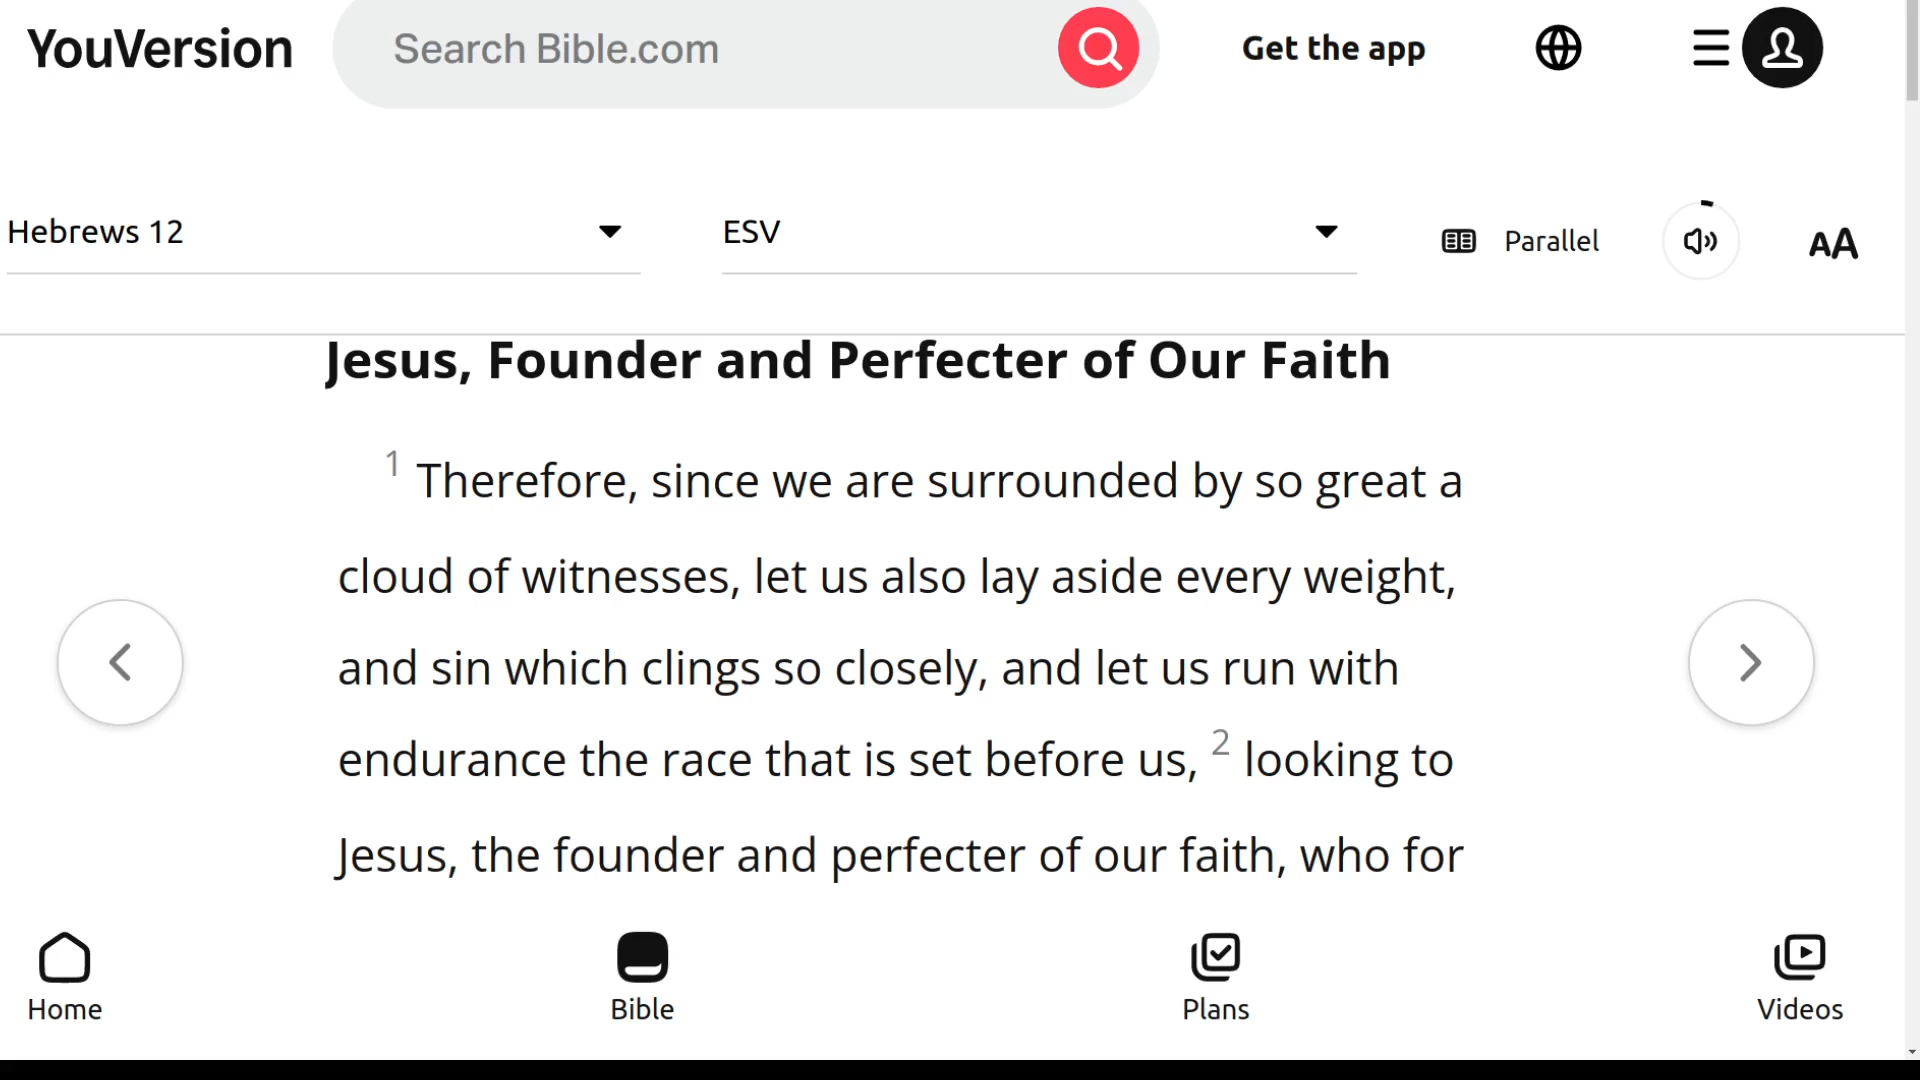 YouVersion Search Bible.com Get the app
Hebrews 12 ESV Parallel AA
Jesus, Founder and Perfecter of Our Faith
1 Therefore, since we are surrounded by so great a
cloud of witnesses, let us also lay aside every weight,
and sin which clings so closely, and let us run with
endurance the race that is set before us, 2 looking to
Jesus, the founder and perfecter of our faith, who for
Home Bible Plans Videos